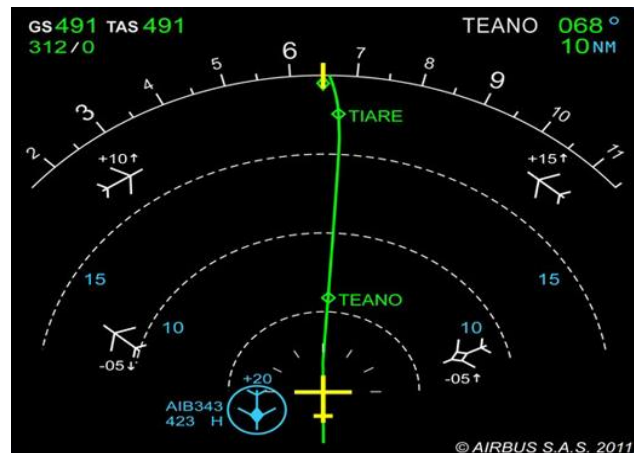 GS 491 TAS 491
312/0
TEANO 068°
10 NM
2
3
4
5
6
7
8
9
10
11
TIARE
+10↑
+15↑
15
15
TEANO
10
10
-05↓
-05↑
+20
AIB343
423 H
© AIRBUS S.A.S. 2011